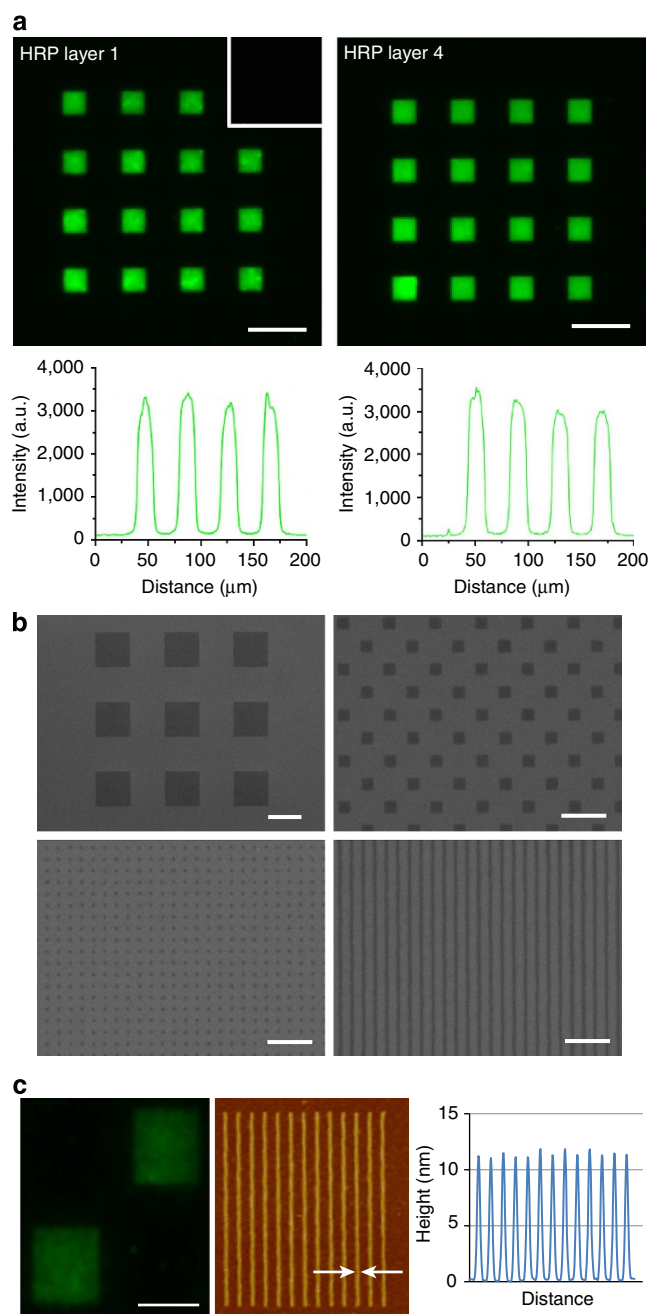 a
HRP layer 1
HRP layer 4
4,000
3,000
2,000
1,000
0
Intensity (a.u.)
0 50 100 150 200
Distance (μm)
4,000
3,000
2,000
1,000
0
Intensity (a.u.)
0 50 100 150 200
Distance (μm)
b
c
15
10
5
0
Height (nm)
Distance